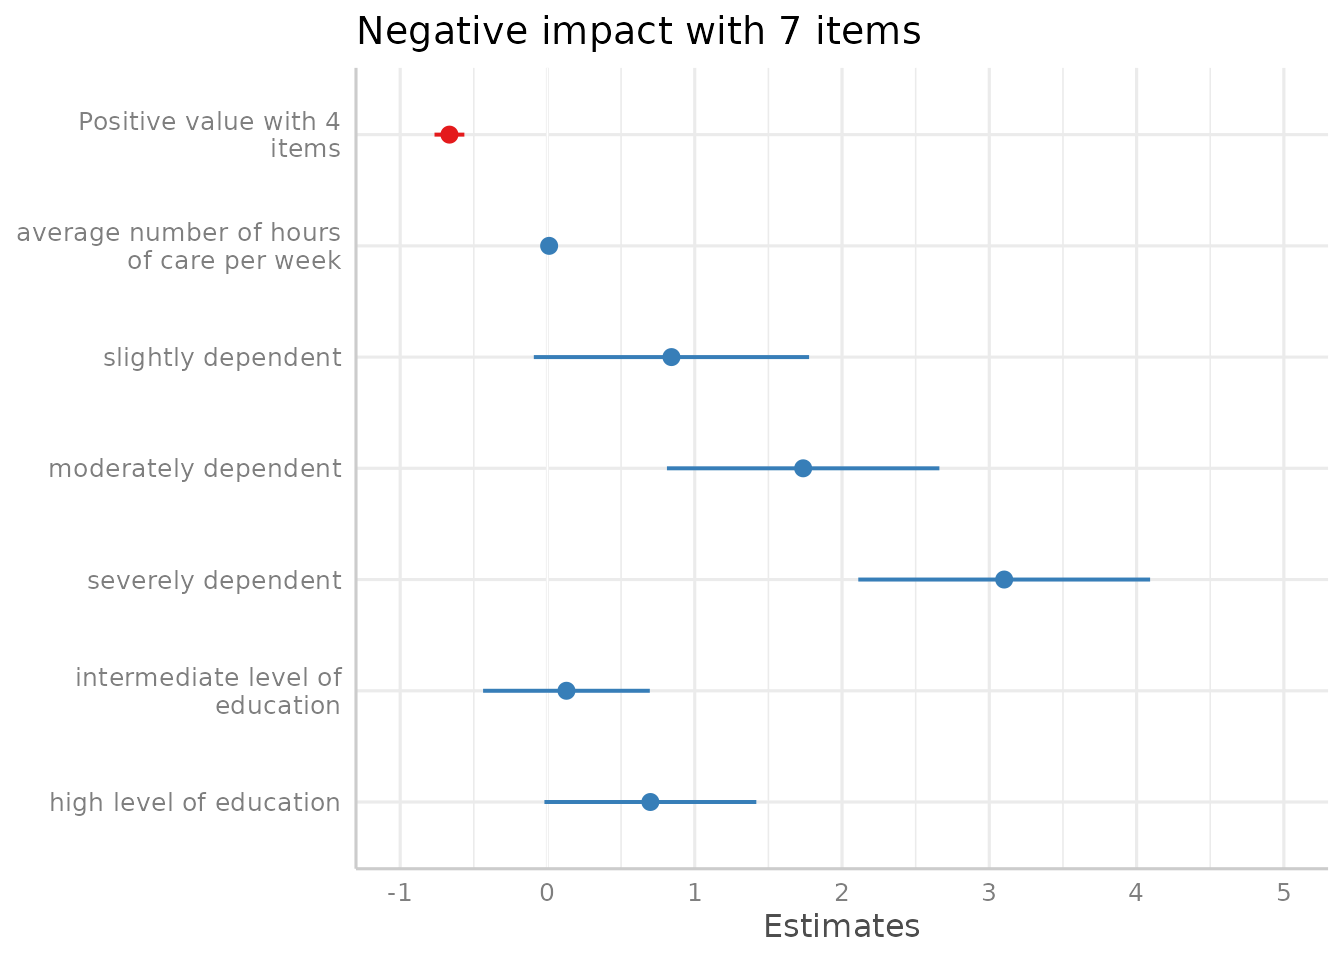 Negative impact with 7 items
Positive value with 4
items
average number of hours
of care per week
slightly dependent
moderately dependent
severely dependent
intermediate level of
education
high level of education
-1 0 1 2 3 4 5
Estimates